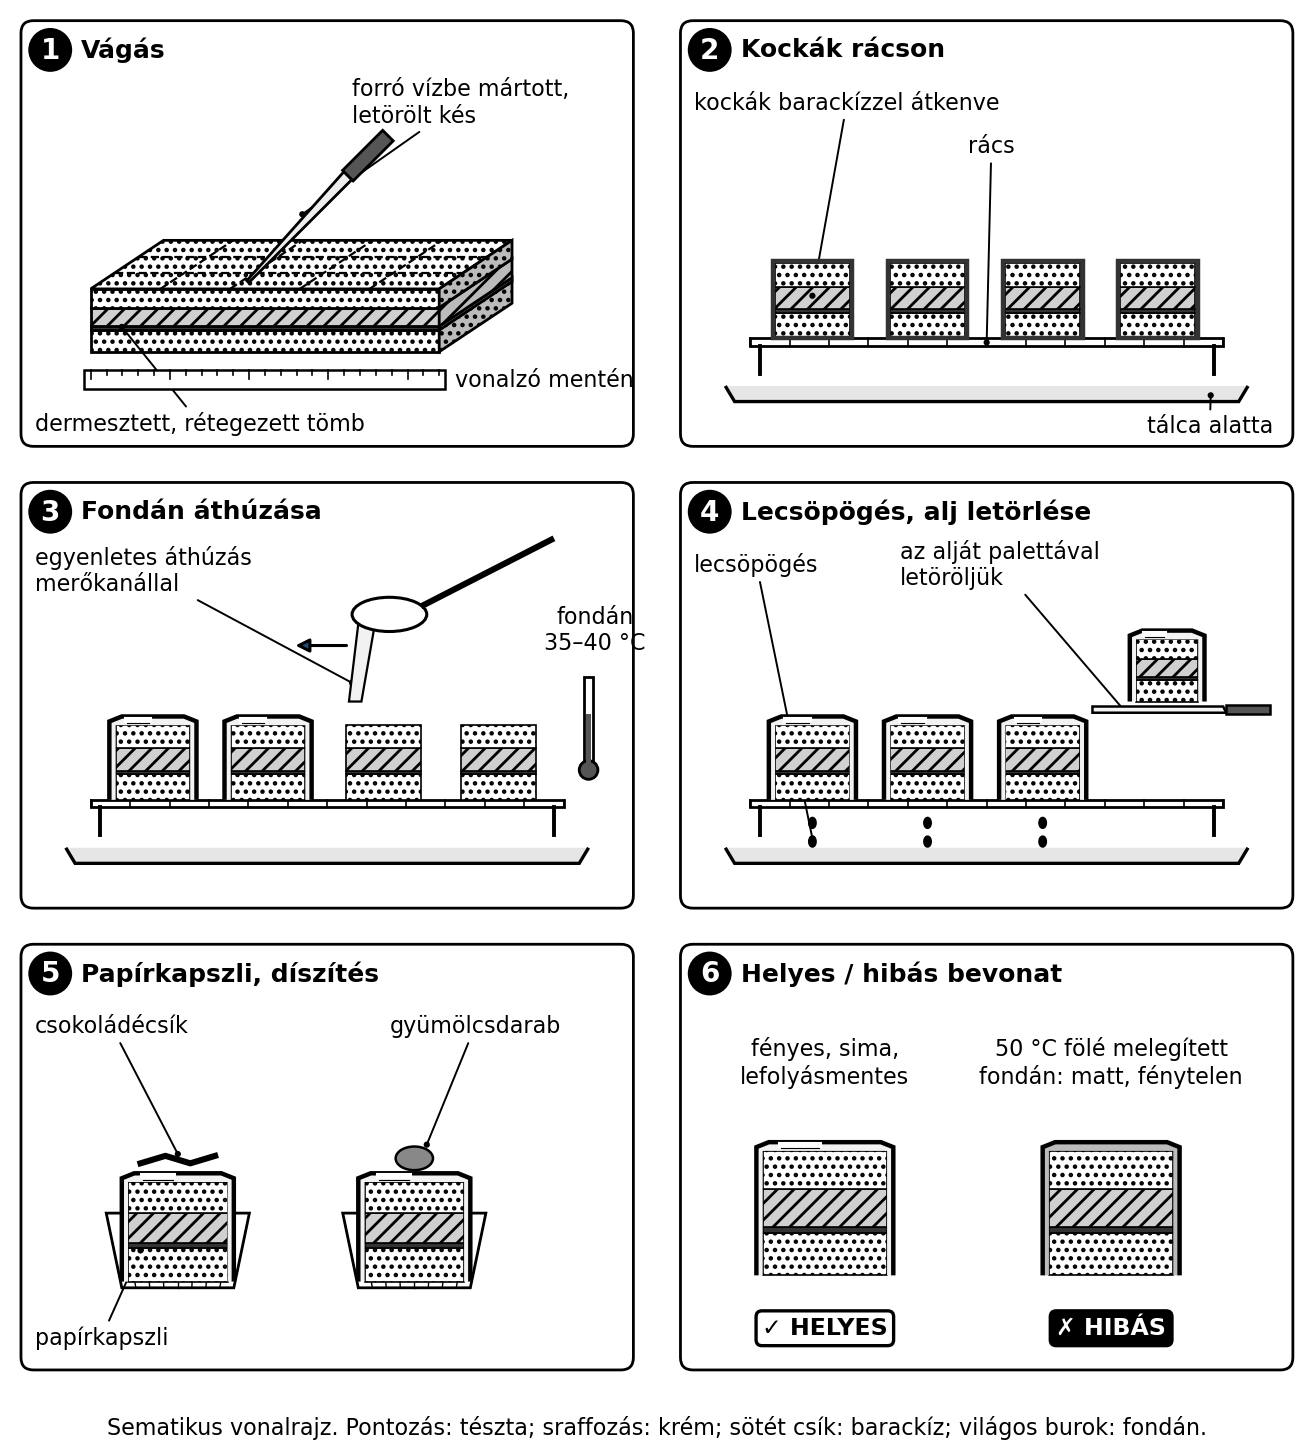 1 Vágás
forró vízbe mártott,
letörölt kés
vonalzó mentén
dermesztett, rétegezett tömb
2 Kockák rácson
kockák barackízzel átkenve
rács
tálca alatta
3 Fondán áthúzása
egyenletes áthúzás
merőkanállal
fondán
35–40 °C
4 Lecsöpögés, alj letörlése
lecsöpögés
az alját palettával
letöröljük
5 Papírkapszli, díszítés
csokoládécsík
gyümölcsdarab
papírkapszli
6 Helyes / hibás bevonat
fényes, sima,
lefolyásmentes
50 °C fölé melegített
fondán: matt, fénytelen
✓ HELYES
✗ HIBÁS
Sematikus vonalrajz. Pontozás: tészta; sraffozás: krém; sötét csík: barackíz; világos burok: fondán.